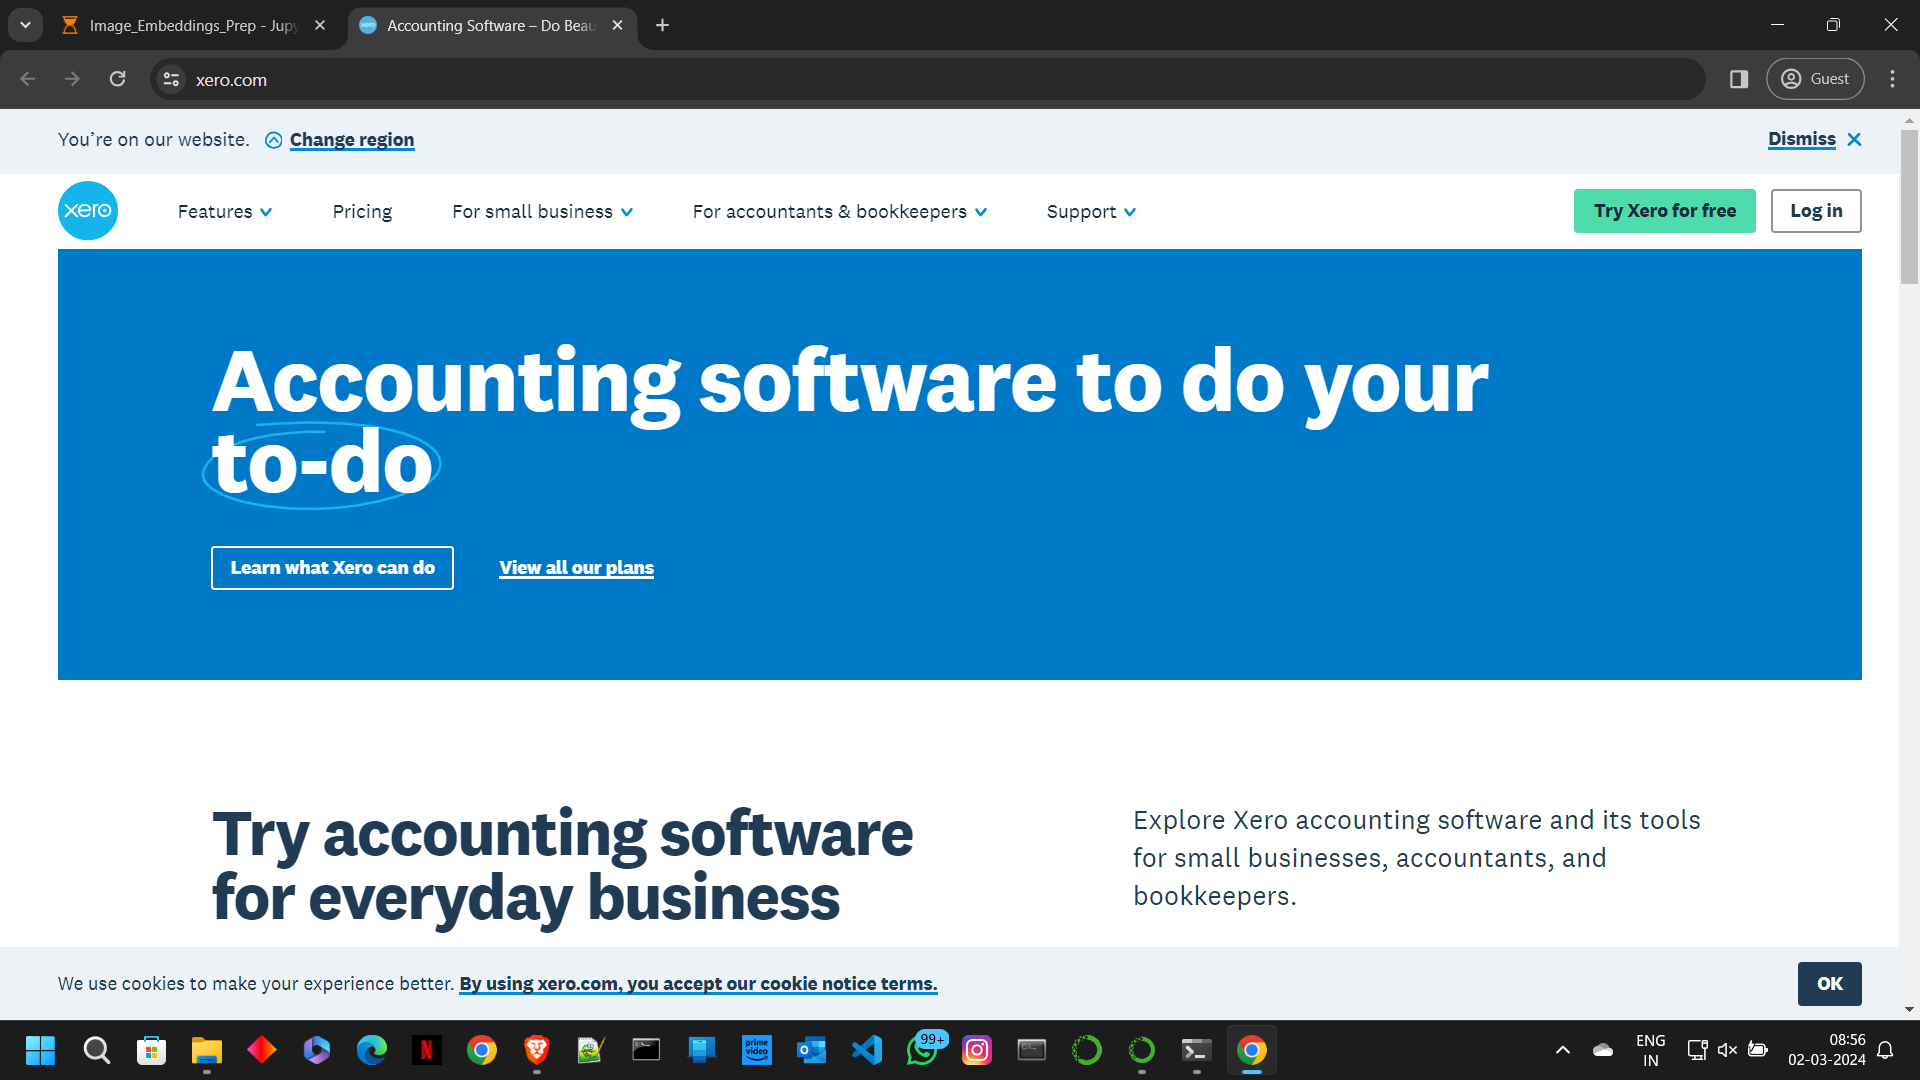 Image_Embeddings_Prep - Jupy
Accounting Software – Do Beau
xero.com
Guest
You’re on our website. Change region
Dismiss
xero
Features
Pricing
For small business
For accountants & bookkeepers
Support
Try Xero for free
Log in
Accounting software to do your
to-do
Learn what Xero can do
View all our plans
Try accounting software
for everyday business
Explore Xero accounting software and its tools
for small businesses, accountants, and
bookkeepers.
We use cookies to make your experience better. By using xero.com, you accept our cookie notice terms.
OK
N
prime
video
99+
ENG
IN
08:56
02-03-2024